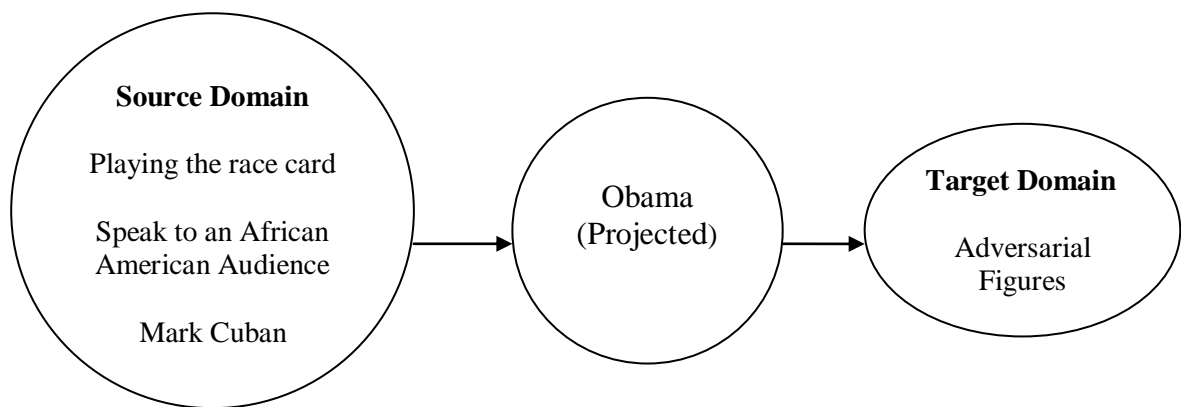 Source Domain
Playing the race card
Speak to an African
American Audience
Mark Cuban
Obama
(Projected)
Target Domain
Adversarial
Figures